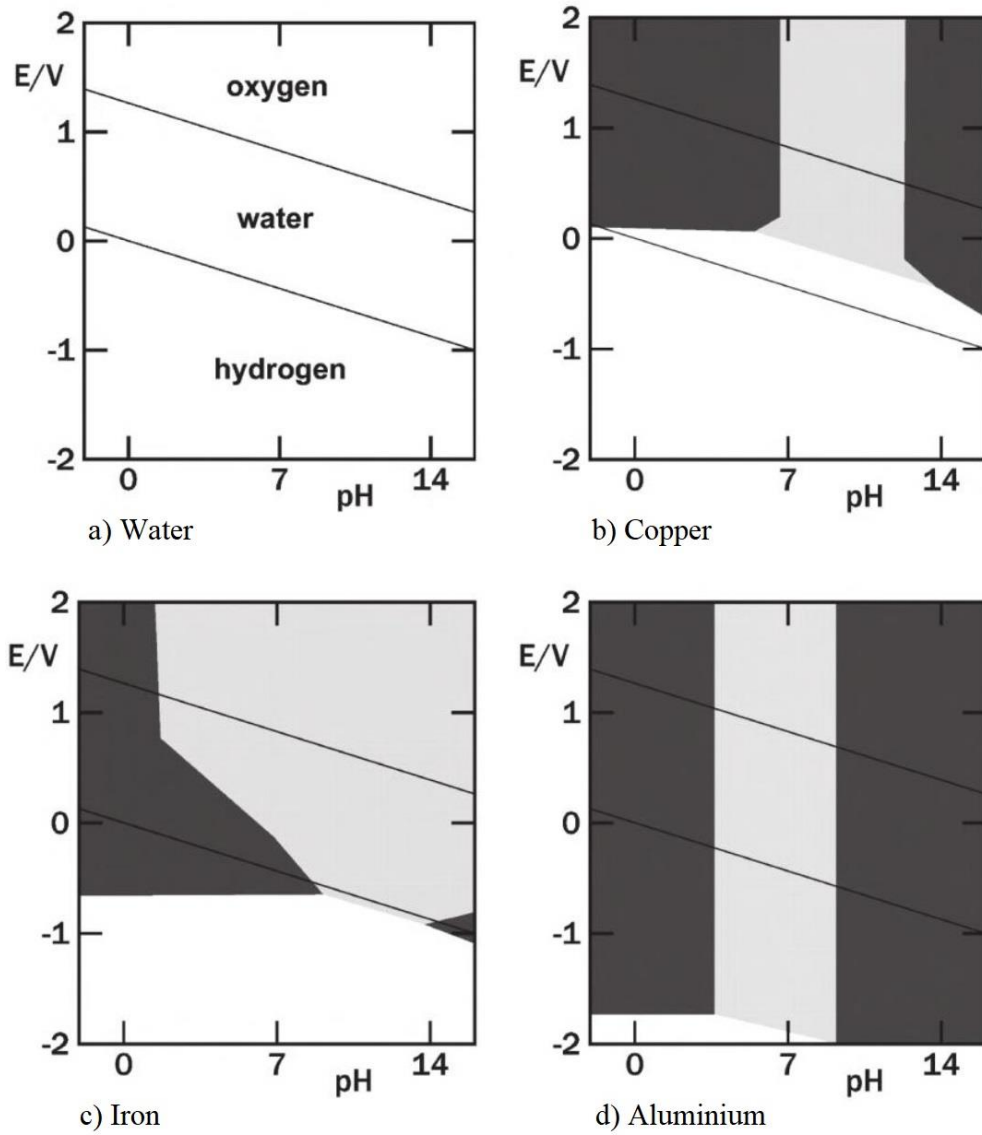 2
E/V
oxygen
1
water
0
-1
hydrogen
-2
0 7 14
pH
a) Water
2
E/V
1
0
-1
-2
0 7 14
pH
b) Copper
2
E/V
1
0
-1
-2
0 7 14
pH
c) Iron
2
E/V
1
0
-1
-2
0 7 14
pH
d) Aluminium